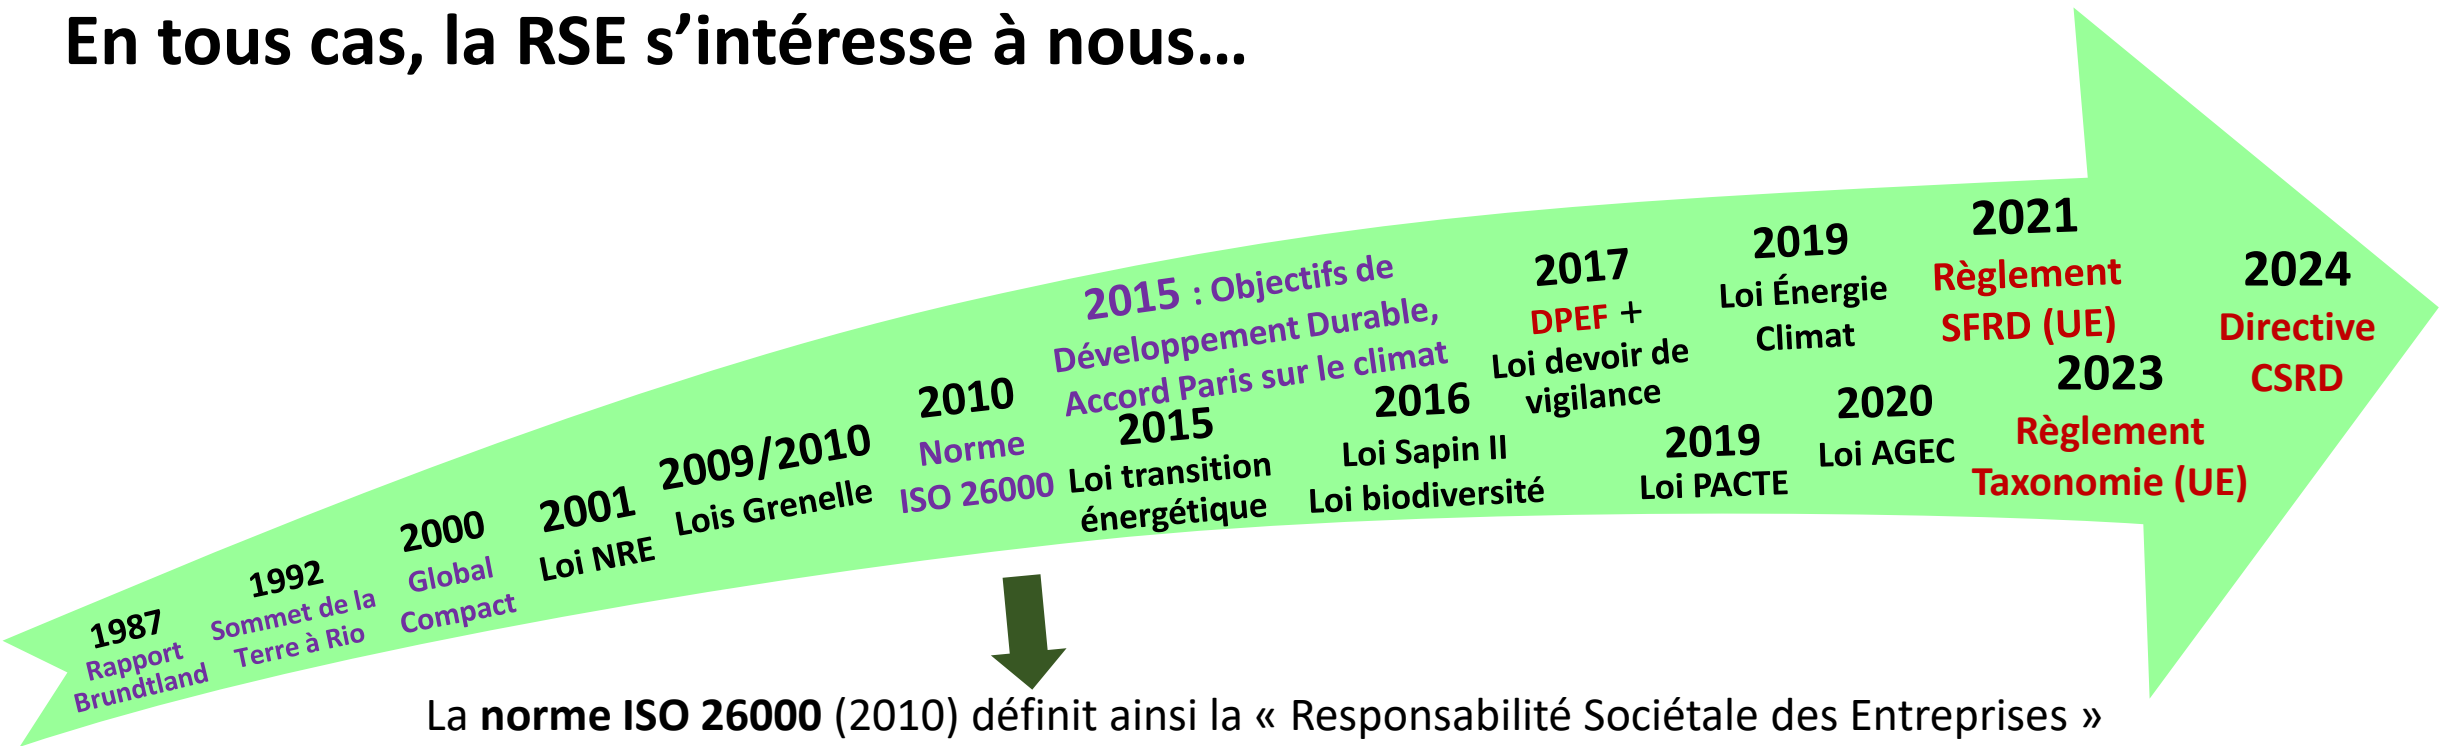 En tous cas, la RSE s’intéresse à nous…
1987
Rapport
Brundtland
1992
Sommet de la
Terre à Rio
2000
Global
Compact
2001
Loi NRE
2009/2010
Lois Grenelle
2010
Norme
ISO 26000
2015 : Objectifs de
Développement Durable,
Accord Paris sur le climat
2015
Loi transition
énergétique
2016
Loi Sapin II
Loi biodiversité
2017
DPEF +
Loi devoir de
vigilance
2019
Loi Énergie
Climat
2019
Loi PACTE
2020
Loi AGEC
2021
Règlement
SFRD (UE)
2023
Règlement
Taxonomie (UE)
2024
Directive
CSRD
La norme ISO 26000 (2010) définit ainsi la « Responsabilité Sociétale des Entreprises »